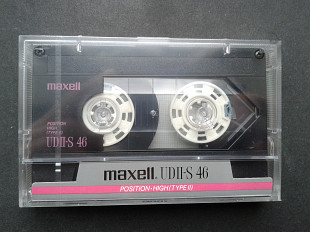 maxell
POSITION
HIGH
(TYPE II)
UDII-S 46
maxell. UDII-S 46
POSITION·HIGH(TYPE II)